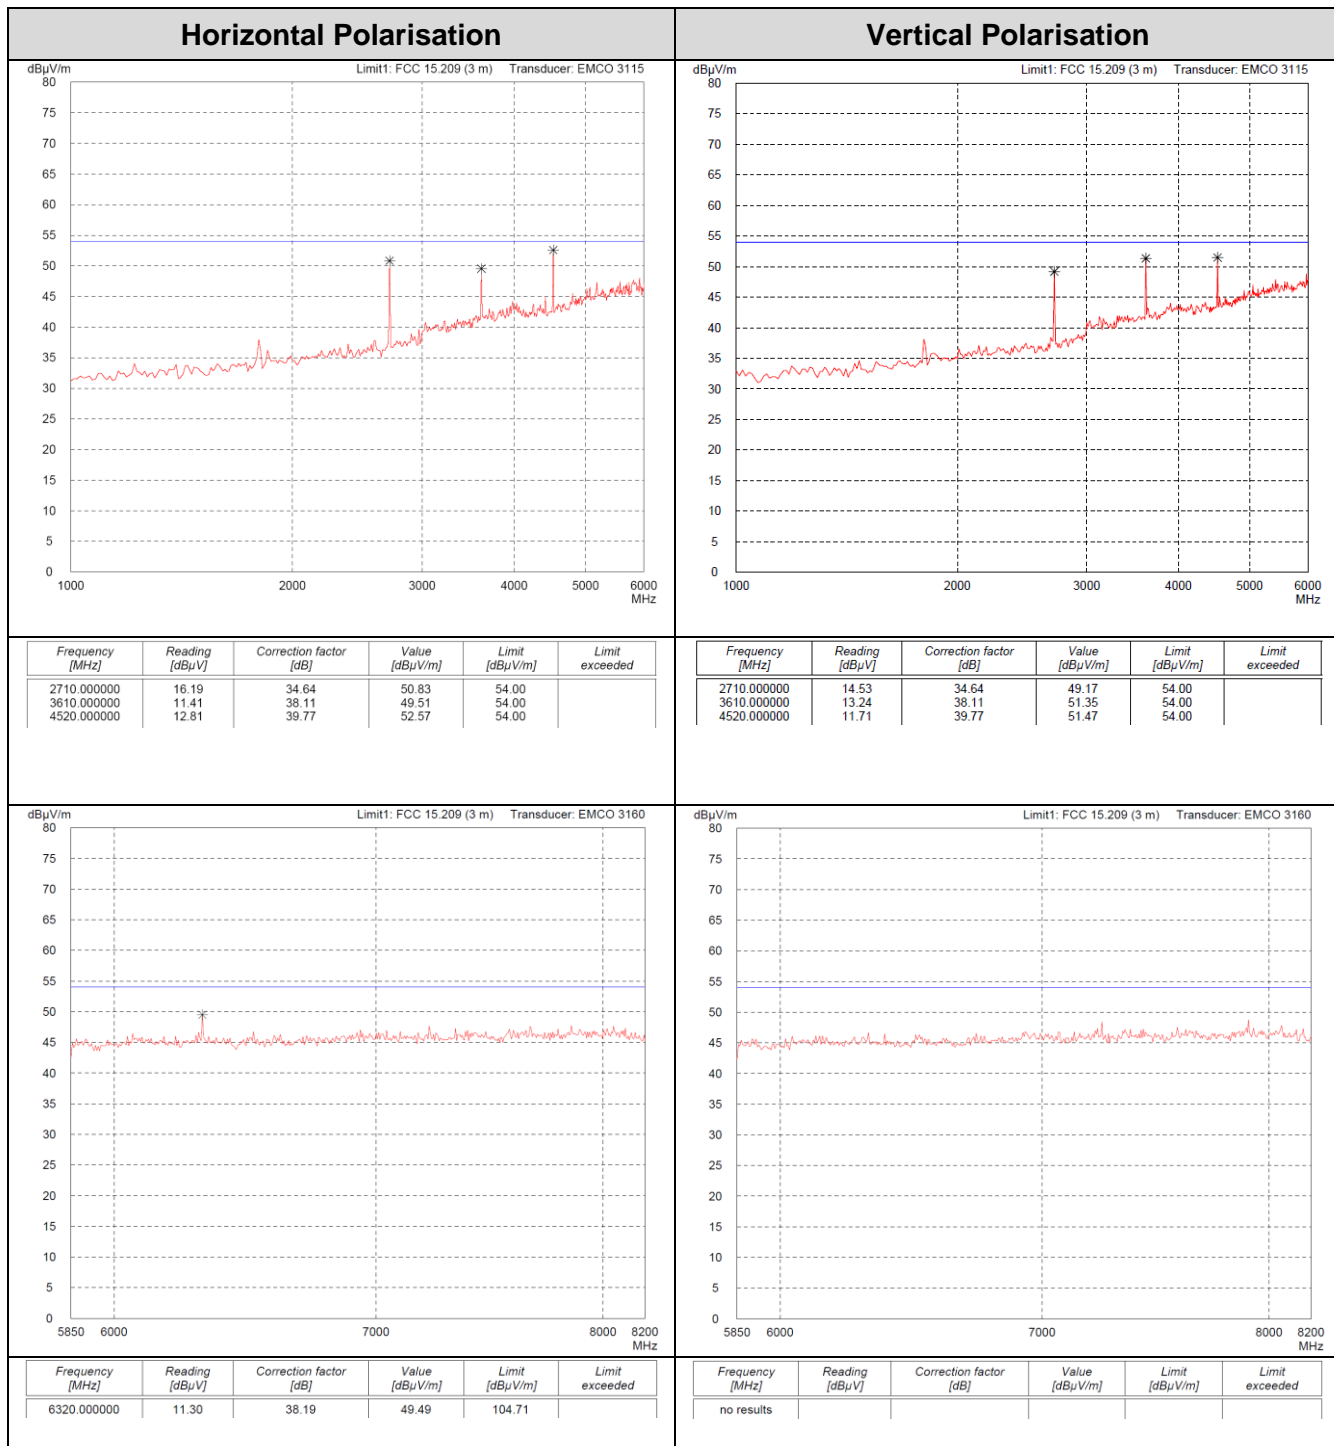 Horizontal Polarisation
Vertical Polarisation
dBµV/m Limit1: FCC 15.209 (3 m) Transducer: EMCO 3115
80
75
70
65
60
55
50
45
40
35
30
25
20
15
10
5
0
1000 2000 3000 4000 5000 6000
MHz
dBµV/m Limit1: FCC 15.209 (3 m) Transducer: EMCO 3115
80
75
70
65
60
55
50
45
40
35
30
25
20
15
10
5
0
1000 2000 3000 4000 5000 6000
MHz
Frequency Reading Correction factor Value Limit Limit
[MHz] [dBµV] [dB] [dBµV/m] [dBµV/m] exceeded
2710.000000 16.19 34.64 50.83 54.00
3610.000000 11.41 38.11 49.51 54.00
4520.000000 12.81 39.77 52.57 54.00
Frequency Reading Correction factor Value Limit Limit
[MHz] [dBµV] [dB] [dBµV/m] [dBµV/m] exceeded
2710.000000 14.53 34.64 49.17 54.00
3610.000000 13.24 38.11 51.35 54.00
4520.000000 11.71 39.77 51.47 54.00
dBµV/m Limit1: FCC 15.209 (3 m) Transducer: EMCO 3160
80
75
70
65
60
55
50
45
40
35
30
25
20
15
10
5
0
5850 6000 7000 8000 8200
MHz
dBµV/m Limit1: FCC 15.209 (3 m) Transducer: EMCO 3160
80
75
70
65
60
55
50
45
40
35
30
25
20
15
10
5
0
5850 6000 7000 8000 8200
MHz
Frequency Reading Correction factor Value Limit Limit
[MHz] [dBµV] [dB] [dBµV/m] [dBµV/m] exceeded
6320.000000 11.30 38.19 49.49 104.71
Frequency Reading Correction factor Value Limit Limit
[MHz] [dBµV] [dB] [dBµV/m] [dBµV/m] exceeded
no results